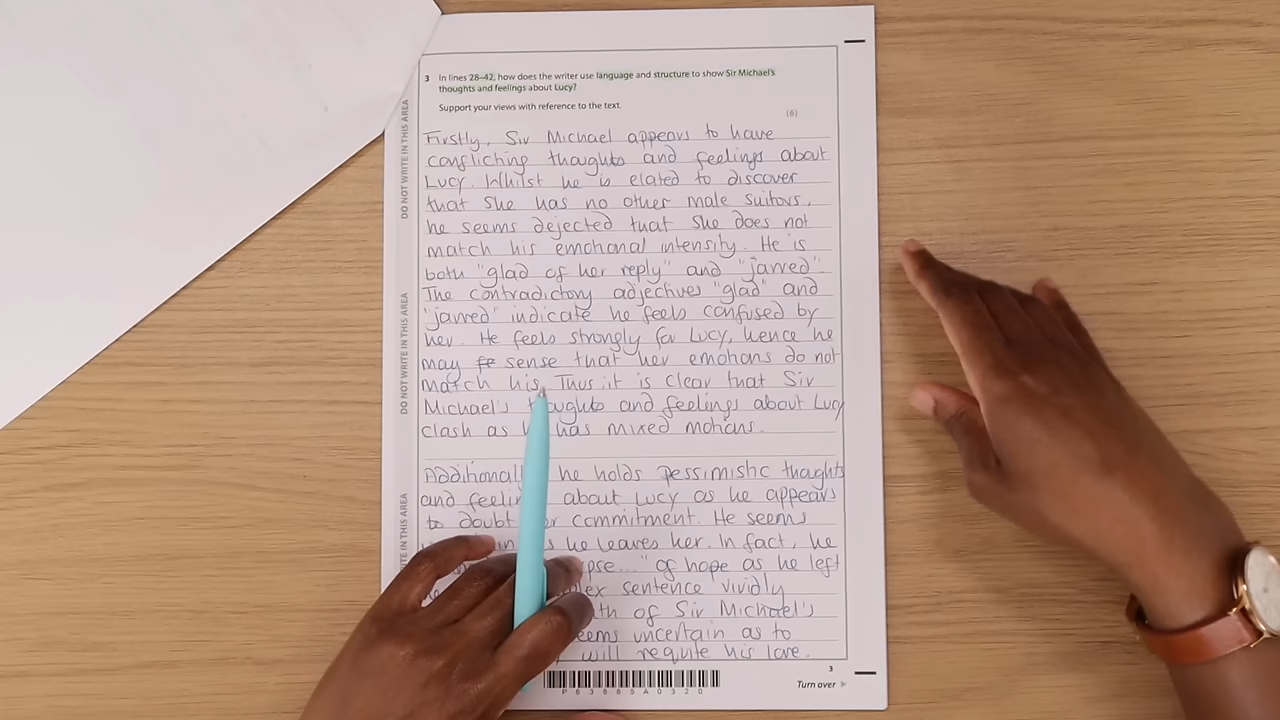 3 In lines 28–42, how does the writer use language and structure to show Sir Michael's
thoughts and feelings about Lucy?
Support your views with reference to the text.
(6)
DO NOT WRITE IN THIS AREA
DO NOT WRITE IN THIS AREA
IN THIS AREA
Firstly, Sir Michael appears to have
conflicting thoughts and feelings about
Lucy. Whilst he is elated to discover
that she has no other male suitors,
he seems dejected that she does not
match his emotional intensity. He is
both "glad of her reply" and "jarred".
The contradictory adjectives "glad" and
"jarred" indicate he feels confused by
her. He feels strongly for Lucy, hence he
may fe sense that her emotions do not
match his. Thus it is clear that Sir
Michael's thoughts and feelings about Lucy
clash as has mixed motions.
he holds pessimistic thoughts
and about Lucy as he appears
to doubt commitment. He seems
he leaves her. In fact, he
of hope as he left
sentence vividly
of Sir Michael's
uncertain as to
will requite his love.
3
P63885A0320
Turn over